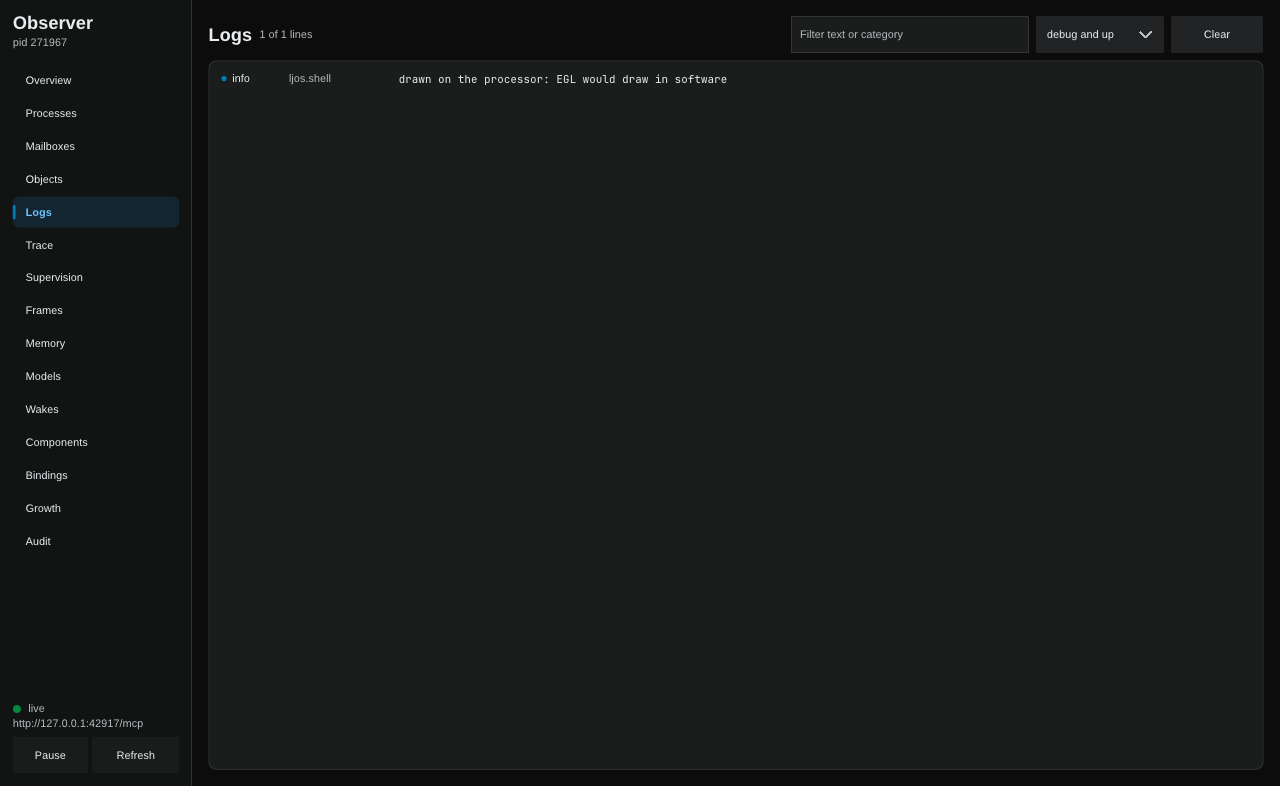 Observer
pid 271967
Overview
Processes
Mailboxes
Objects
Logs
Trace
Supervision
Frames
Memory
Models
Wakes
Components
Bindings
Growth
Audit
live
http://127.0.0.1:42917/mcp
Pause Refresh
Logs 1 of 1 lines Filter text or category debug and up Clear
info ljos.shell drawn on the processor: EGL would draw in software